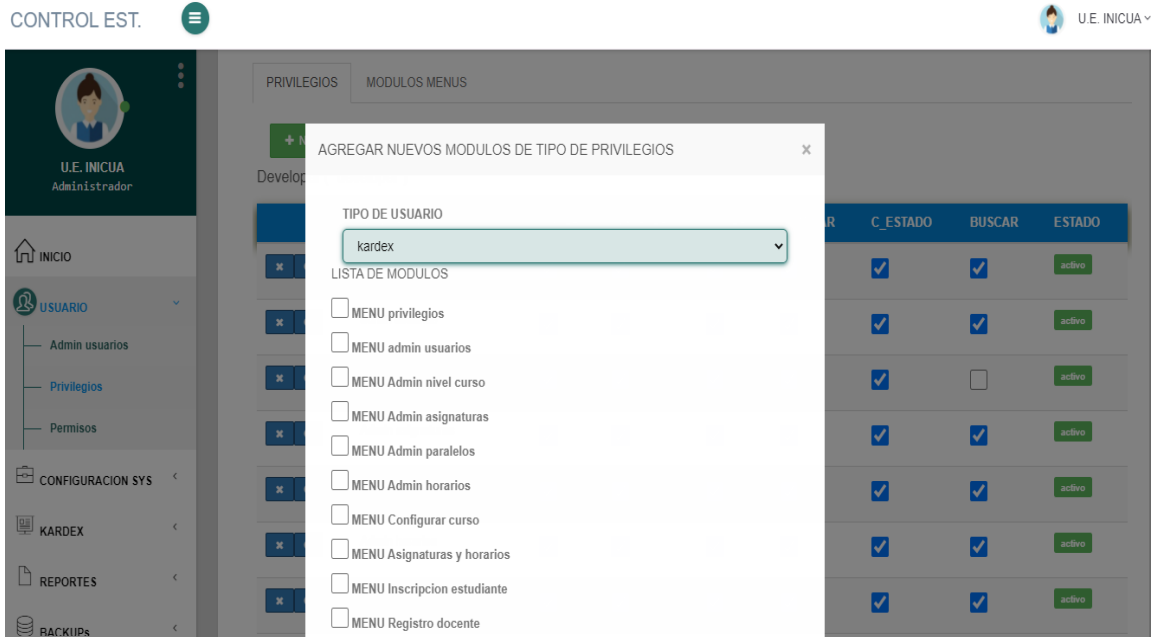 CONTROL EST.
U.E. INICUA
U.E. INICUA
Administrador
INICIO
USUARIO
Admin usuarios
Privilegios
Permisos
CONFIGURACION SYS
KARDEX
REPORTES
BACKUPs
PRIVILEGIOS
MODULOS MENUS
+ N
Develop
AR
C_ESTADO
BUSCAR
ESTADO
activo
activo
activo
activo
activo
activo
activo
AGREGAR NUEVOS MODULOS DE TIPO DE PRIVILEGIOS
×
TIPO DE USUARIO
kardex
LISTA DE MODULOS
MENU privilegios
MENU admin usuarios
MENU Admin nivel curso
MENU Admin asignaturas
MENU Admin paralelos
MENU Admin horarios
MENU Configurar curso
MENU Asignaturas y horarios
MENU Inscripcion estudiante
MENU Registro docente